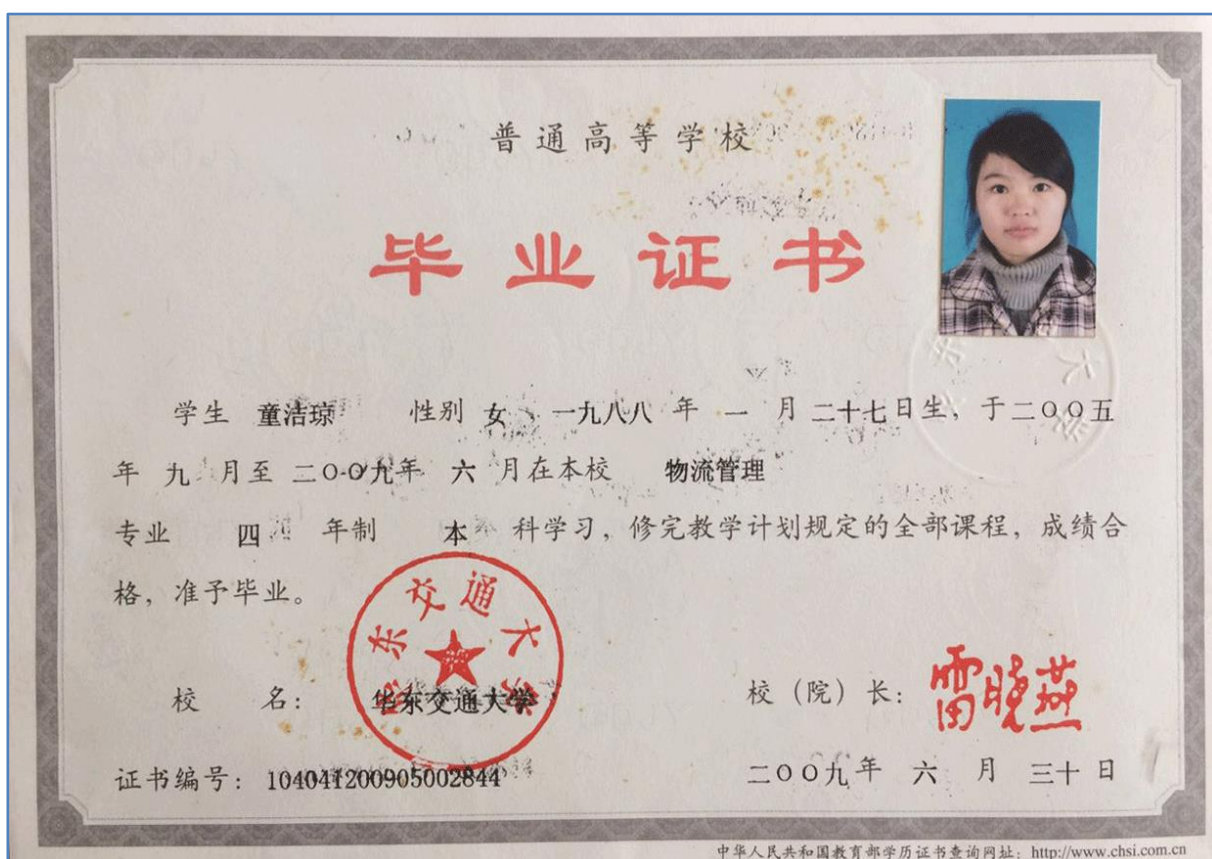 普通高等学校
毕业证书
学生 童洁琼 性别 女 一九八八 年 一 月 二十七日生，于二〇〇五
年 九 月至 二〇〇九年 六 月在本校 物流管理
专业 四 年制 本 科学习，修完教学计划规定的全部课程，成绩合
格，准予毕业。
华东交通大学
校 名：华东交通大学
校（院）长：雷晓燕
证书编号：104041200905002844
二〇〇九年 六 月 三十日
中华人民共和国教育部学历证书查询网址：http://www.chsi.com.cn